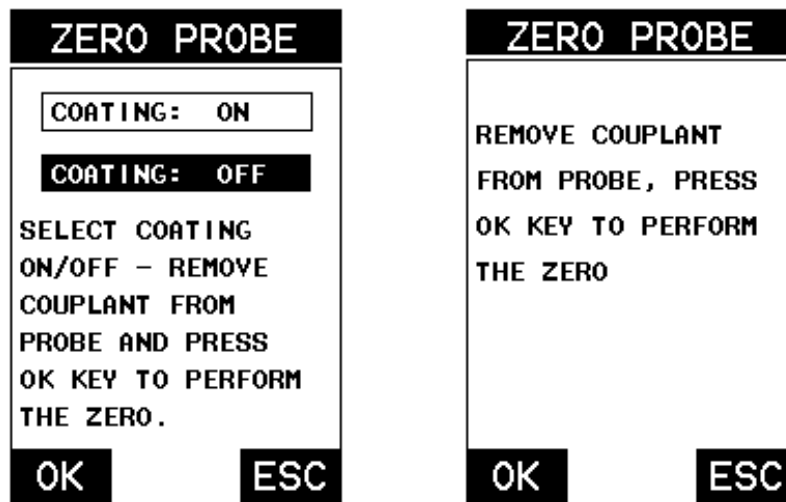 ZERO PROBE
COATING: ON
COATING: OFF
SELECT COATING
ON/OFF – REMOVE
COUPLANT FROM
PROBE AND PRESS
OK KEY TO PERFORM
THE ZERO.
OK ESC
ZERO PROBE
REMOVE COUPLANT
FROM PROBE, PRESS
OK KEY TO PERFORM
THE ZERO
OK ESC